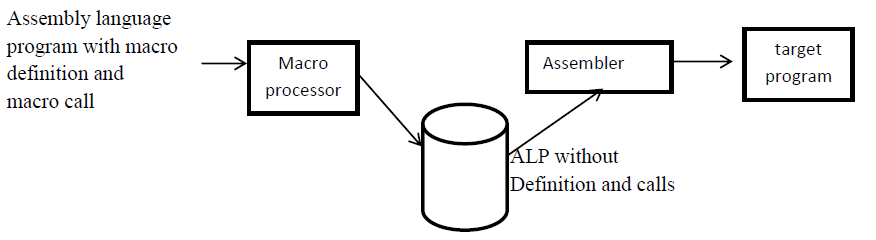 Assembly language
program with macro
definition and
macro call
Macro
processor
Assembler
target
program
ALP without
Definition and calls